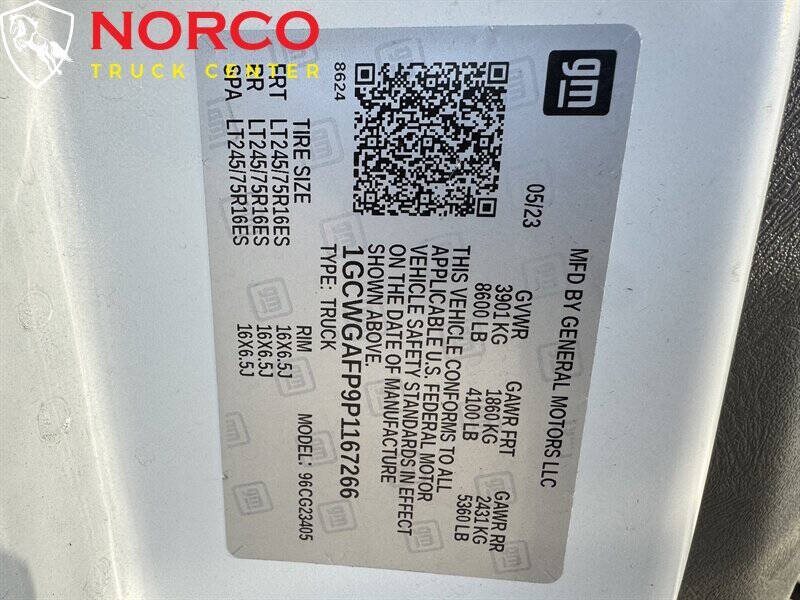 NORCO
TRUCK CENTER
gm
MFD BY GENERAL MOTORS LLC
05/23
GVWR GAWR FRT GAWR RR
3901 KG 1860 KG 2431 KG
8600 LB 4100 LB 5360 LB
THIS VEHICLE CONFORMS TO ALL
APPLICABLE U.S. FEDERAL MOTOR
VEHICLE SAFETY STANDARDS IN EFFECT
ON THE DATE OF MANUFACTURE
SHOWN ABOVE.
1GCWGAFP9P1167266
TYPE: TRUCK
8624
MODEL: 96CG23405
TIRE SIZE RIM
FRT LT245/75R16ES 16X6.5J
RR LT245/75R16ES 16X6.5J
SPA LT245/75R16ES 16X6.5J